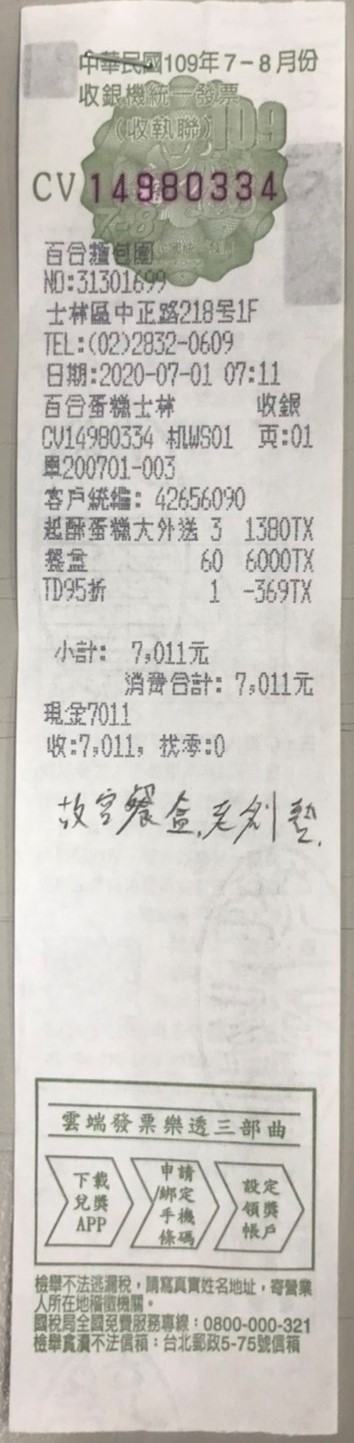 中華民國109年7-8月份
收銀機統一發票
(收執聯)
109
7-8
CV14980334
百合麵包園
NO:31301699
士林區中正路218号1F
TEL:(02)2832-0609
日期:2020-07-01 07:11
百合蛋糕士林 收銀
CV14980334 机WS01 页:01
單200701-003
客戶統編: 42656090
起酥蛋糕大外送 3 1380TX
餐盒 60 6000TX
TD95折 1 -369TX
小計: 7,011元
消費合計: 7,011元
現金7011
收:7,011, 找零:0
故宮餐盒.老創墊.
雲端發票樂透三部曲
下載兌獎APP
申請綁定手機條碼
設定領獎帳戶
檢舉不法逃漏稅，請寫真實姓名地址，寄營業
人所在地稽徵機關。
國稅局全國免費服務專線：0800-000-321
檢舉貪瀆不法信箱：台北郵政5-75號信箱